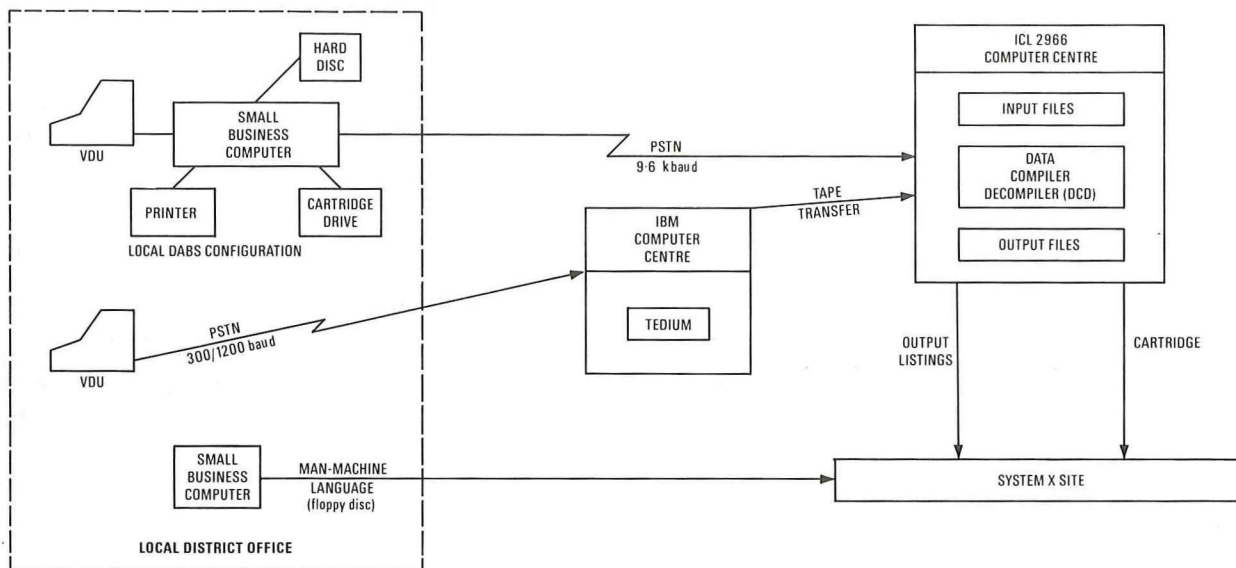 HARD
DISC
VDU
SMALL
BUSINESS
COMPUTER
PRINTER
CARTRIDGE
DRIVE
LOCAL DABS CONFIGURATION
PSTN
9·6 kbaud
ICL 2966
COMPUTER CENTRE
INPUT FILES
DATA
COMPILER
DECOMPILER (DCD)
OUTPUT FILES
TAPE
TRANSFER
IBM
COMPUTER
CENTRE
TEDIUM
VDU
PSTN
300/1200 baud
OUTPUT
LISTINGS
CARTRIDGE
SMALL
BUSINESS
COMPUTER
MAN-MACHINE
LANGUAGE
(floppy disc)
SYSTEM X SITE
LOCAL DISTRICT OFFICE